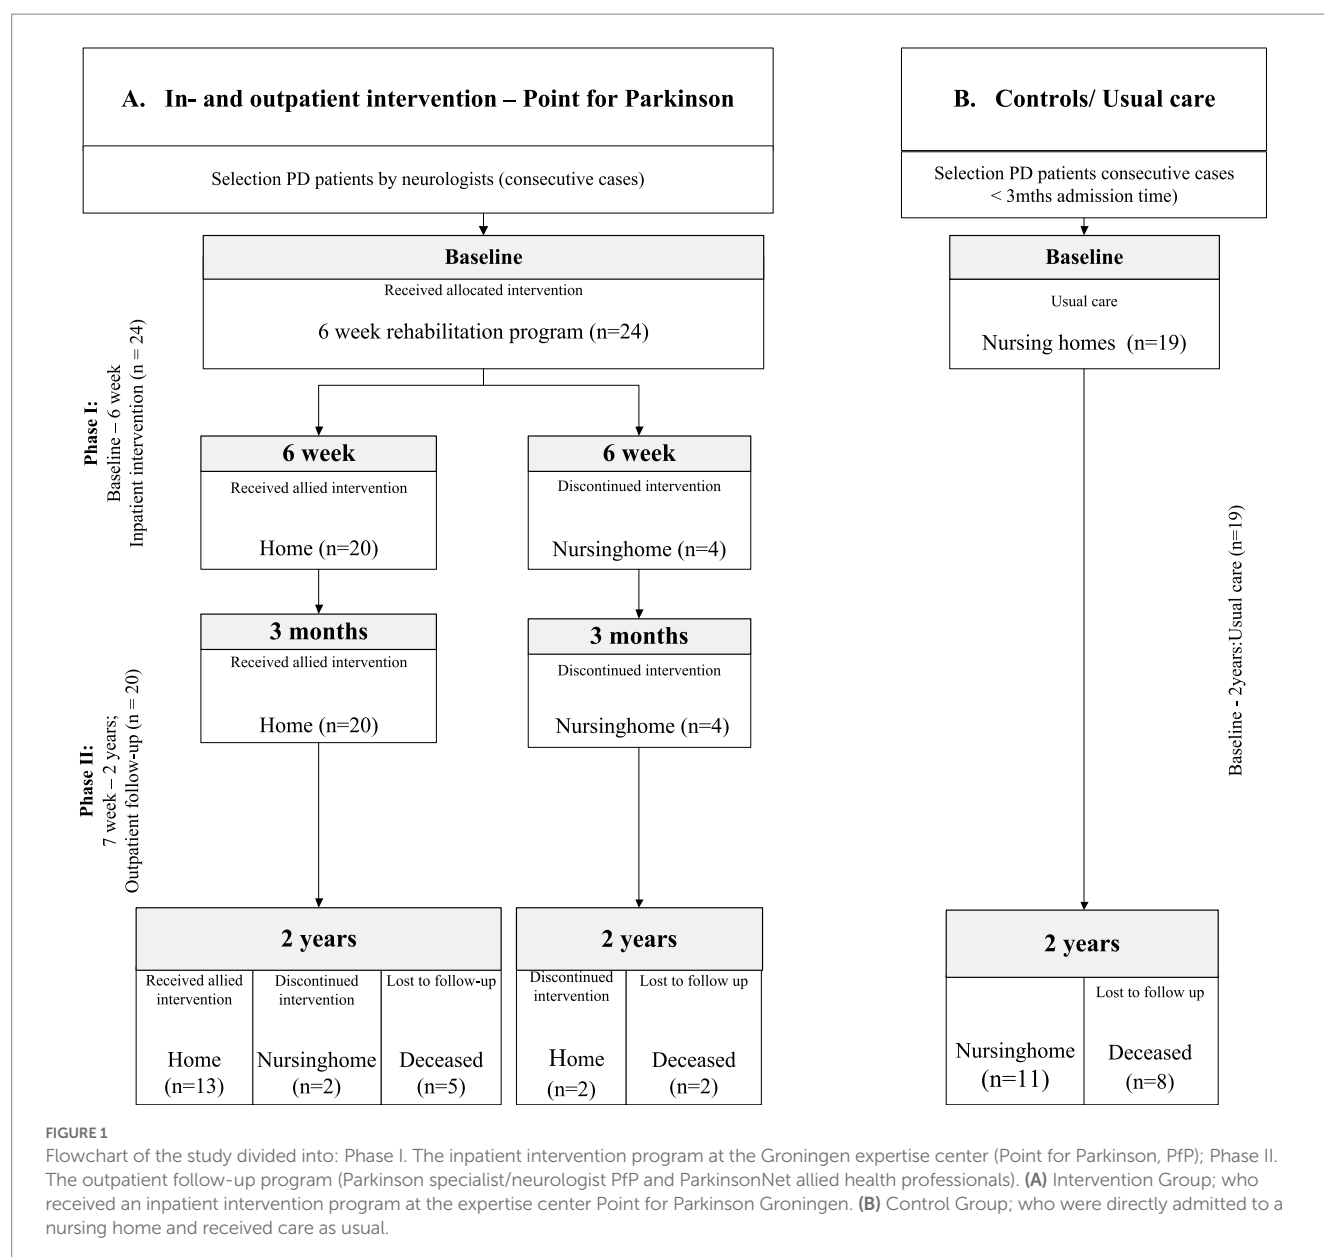 A. In- and outpatient intervention – Point for Parkinson
Selection PD patients by neurologists (consecutive cases)
Baseline
Received allocated intervention
6 week rehabilitation program (n=24)
Phase I:
Baseline – 6 week
Inpatient intervention (n = 24)
6 week
Received allied intervention
Home (n=20)
6 week
Discontinued intervention
Nursinghome (n=4)
3 months
Received allied intervention
Home (n=20)
3 months
Discontinued intervention
Nursinghome (n=4)
Phase II:
7 week – 2 years;
Outpatient follow-up (n = 20)
2 years
Received allied
intervention
Home
(n=13)
Discontinued
intervention
Nursinghome
(n=2)
Lost to follow-up
Deceased
(n=5)
2 years
Discontinued
intervention
Home
(n=2)
Lost to follow up
Deceased
(n=2)
B. Controls/ Usual care
Selection PD patients consecutive cases
< 3mths admission time)
Baseline
Usual care
Nursing homes (n=19)
Baseline - 2years:Usual care (n=19)
2 years
Nursinghome
(n=11)
Lost to follow up
Deceased
(n=8)
FIGURE 1
Flowchart of the study divided into: Phase I. The inpatient intervention program at the Groningen expertise center (Point for Parkinson, PfP); Phase II.
The outpatient follow-up program (Parkinson specialist/neurologist PfP and ParkinsonNet allied health professionals). (A) Intervention Group; who
received an inpatient intervention program at the expertise center Point for Parkinson Groningen. (B) Control Group; who were directly admitted to a
nursing home and received care as usual.